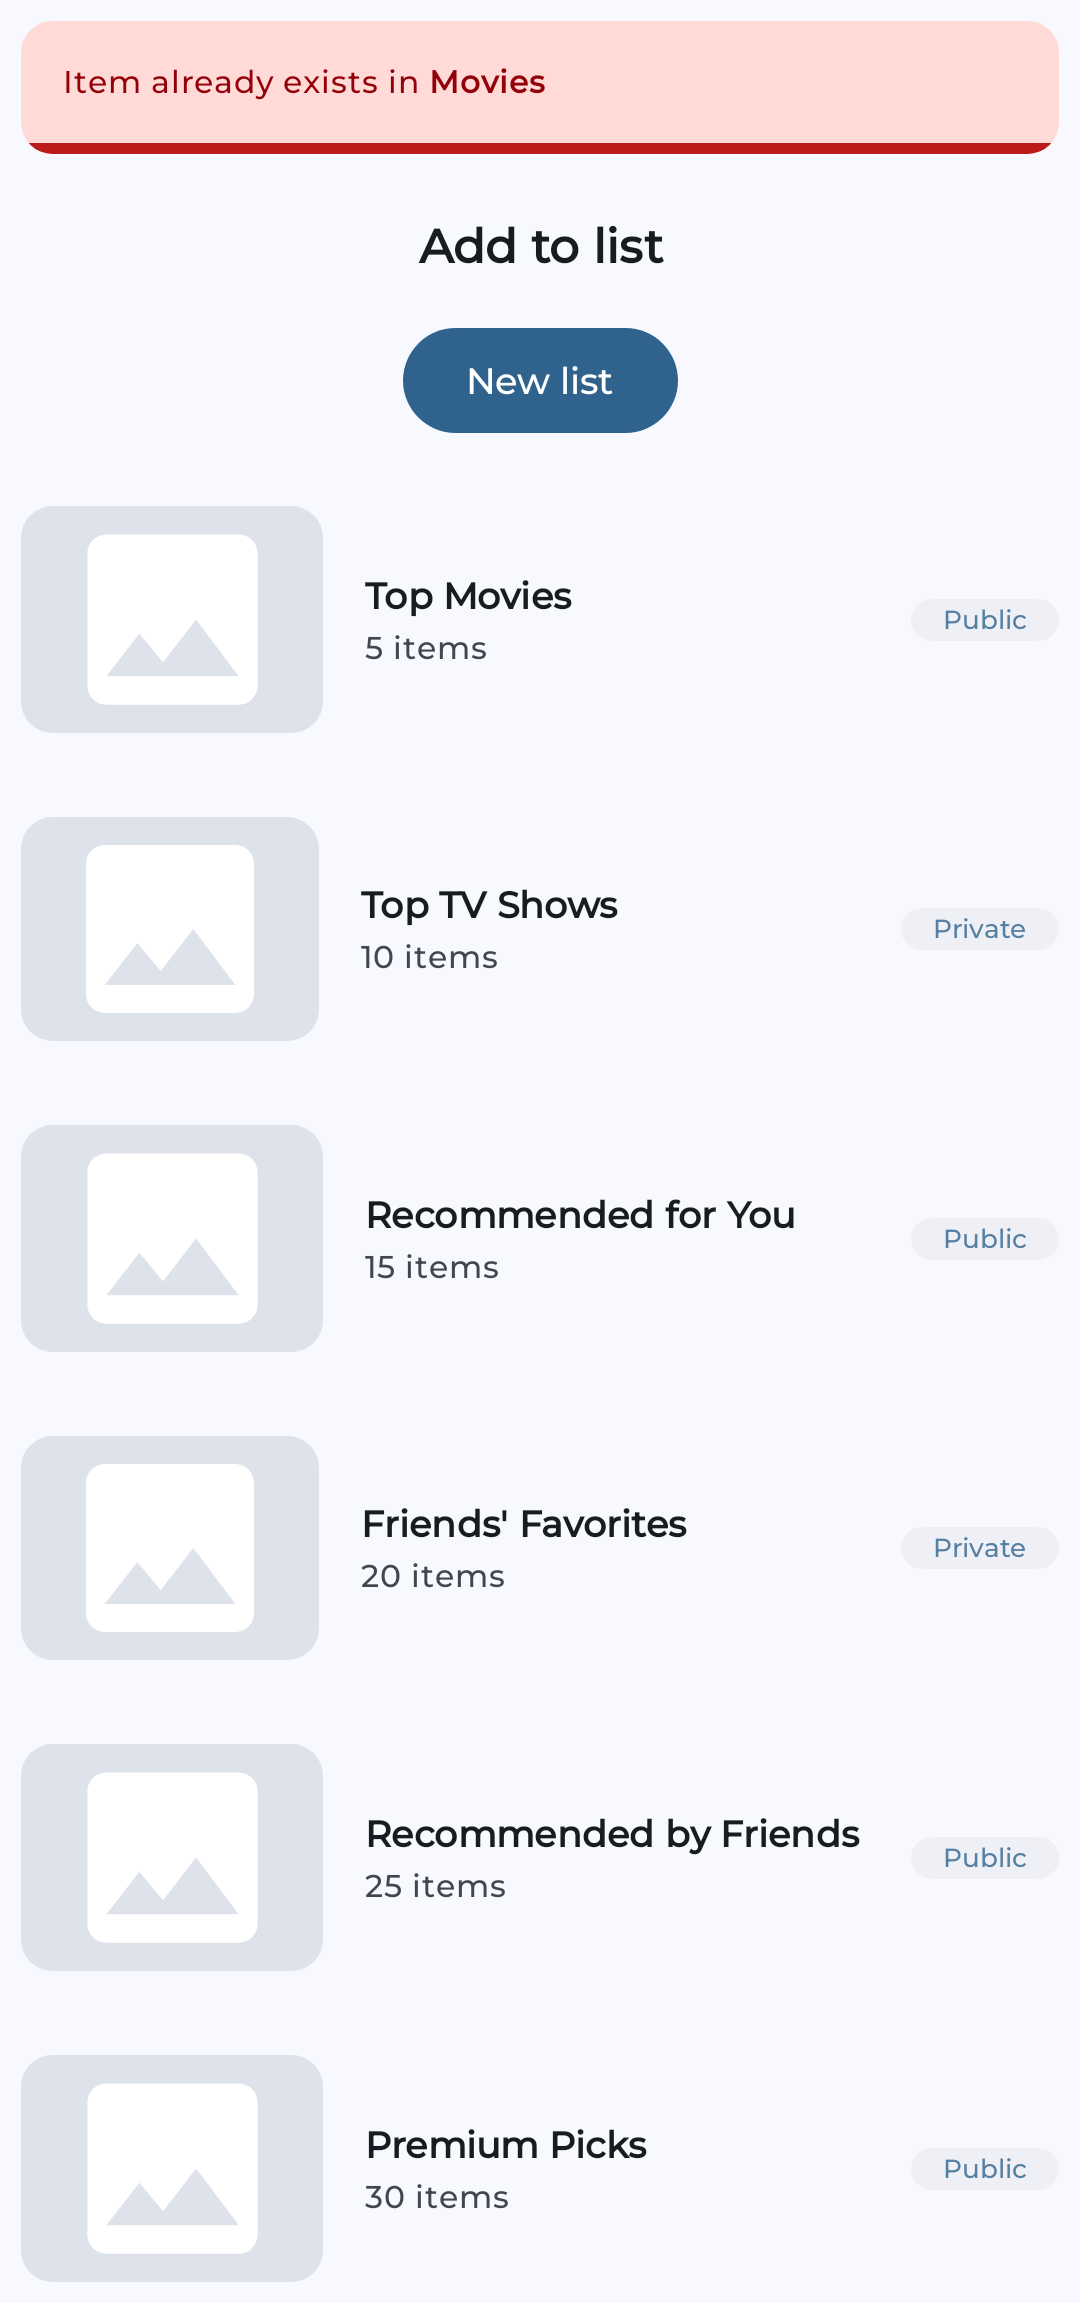 Item already exists in Movies
Add to list
New list
Top Movies
5 items
Public
Top TV Shows
10 items
Private
Recommended for You
15 items
Public
Friends' Favorites
20 items
Private
Recommended by Friends
25 items
Public
Premium Picks
30 items
Public